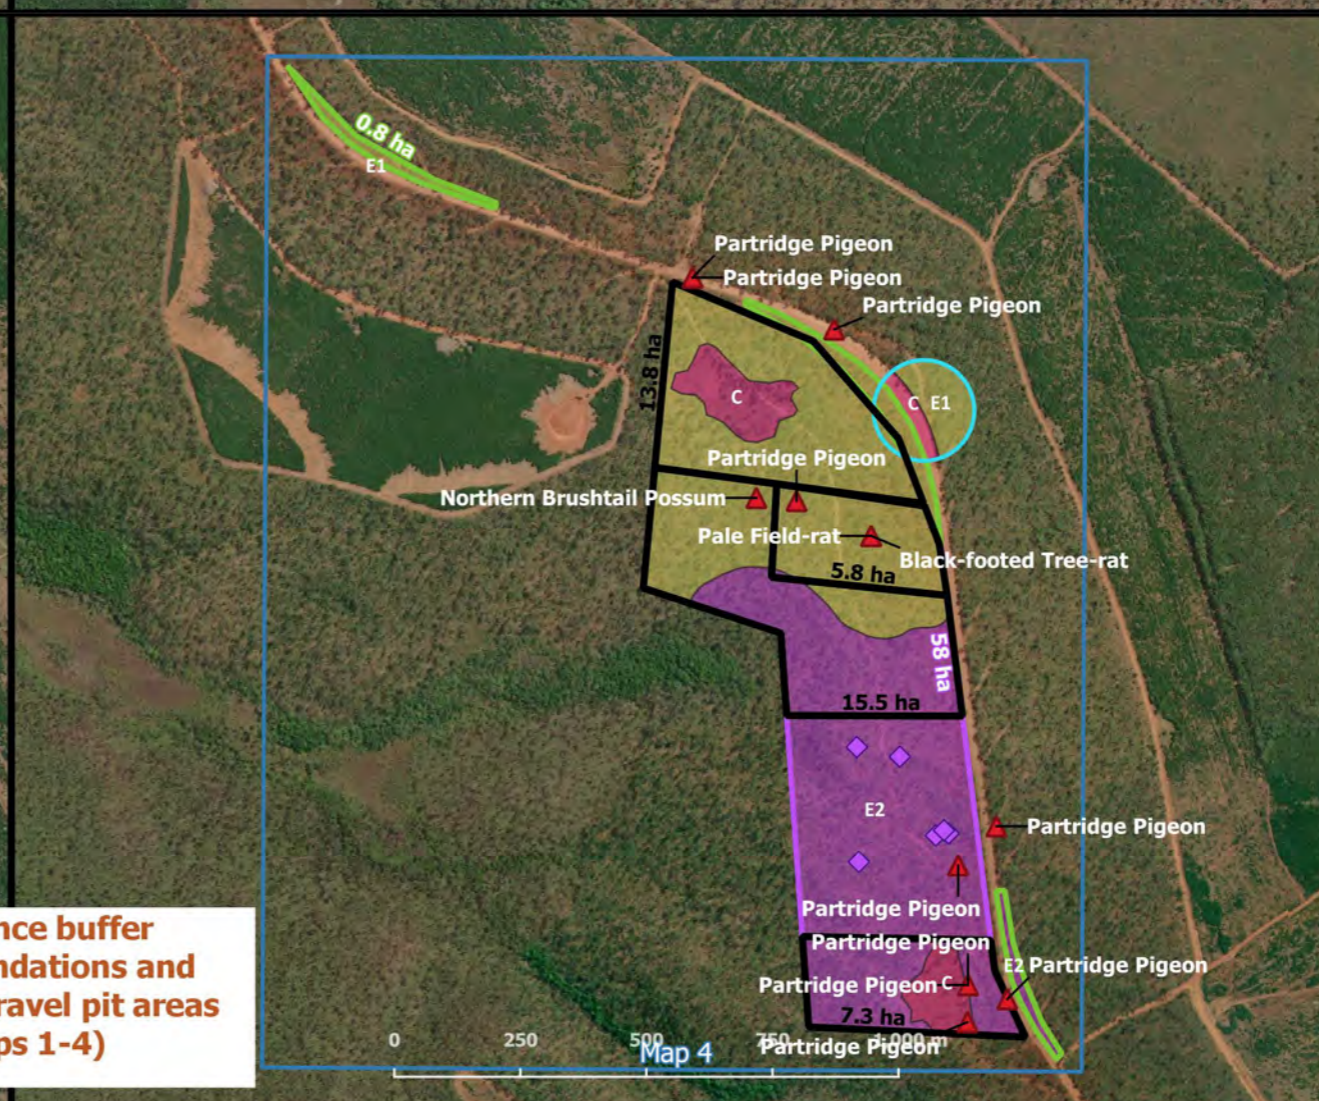 0.8 ha
E1
Partridge Pigeon
Partridge Pigeon
Partridge Pigeon
13.8 ha
C
C E1
Partridge Pigeon
Northern Brushtail Possum
Pale Field-rat
Black-footed Tree-rat
5.8 ha
58 ha
15.5 ha
E2
Partridge Pigeon
Partridge Pigeon
Partridge Pigeon
E2 Partridge Pigeon
Partridge Pigeon C
7.3 ha
Partridge Pigeon
0 250 500 750 1,000 m
Map 4
nce buffer
ndations and
ravel pit areas
ps 1-4)